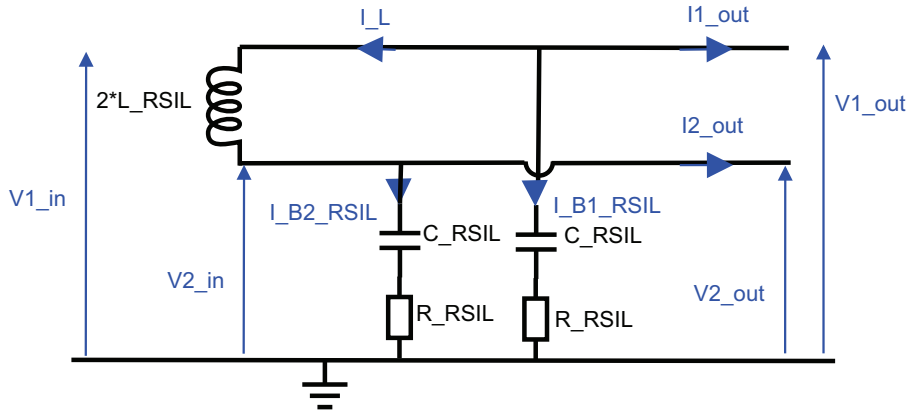 I_L
I1_out
2*L_RSIL
V1_out
I2_out
V1_in
I_B2_RSIL
I_B1_RSIL
C_RSIL
C_RSIL
V2_in
V2_out
R_RSIL
R_RSIL